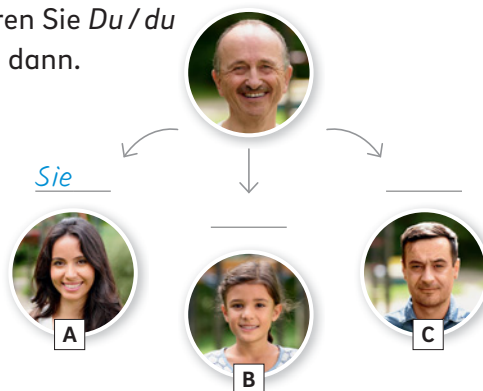 ren Sie Du / du
dann.
Sie
A
B
C